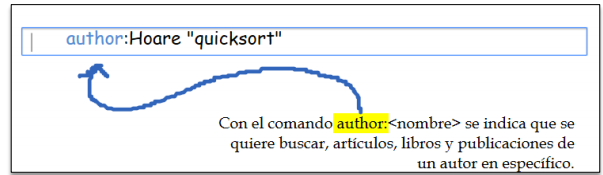 author:Hoare "quicksort"
Con el comando author:<nombre> se indica que se
quiere buscar, artículos, libros y publicaciones de
un autor en específico.